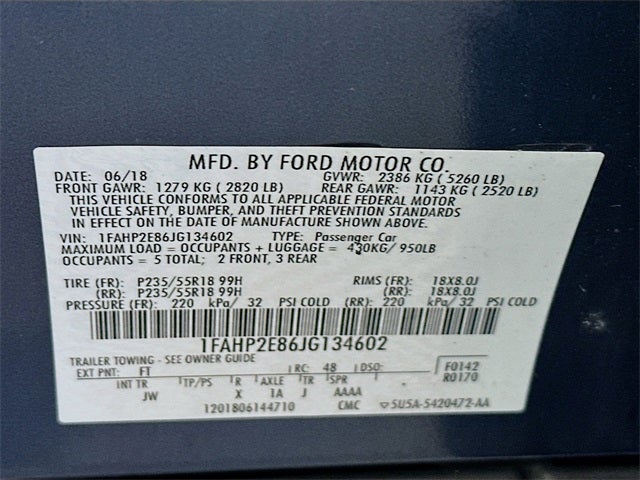 MFD. BY FORD MOTOR CO.
DATE: 06/18 GVWR: 2386 KG ( 5260 LB)
FRONT GAWR: 1279 KG ( 2820 LB) REAR GAWR: 1143 KG ( 2520 LB)
THIS VEHICLE CONFORMS TO ALL APPLICABLE FEDERAL MOTOR
VEHICLE SAFETY, BUMPER, AND THEFT PREVENTION STANDARDS
IN EFFECT ON THE DATE OF MANUFACTURE SHOWN ABOVE.
VIN: 1FAHP2E86JG134602 TYPE: Passenger Car
MAXIMUM LOAD = OCCUPANTS + LUGGAGE = 430KG/ 950LB
OCCUPANTS = 5 TOTAL; 2 FRONT, 3 REAR
TIRE (FR): P235/55R18 99H RIMS (FR): 18X8.0J
(RR): P235/55R18 99H (RR): 18X8.0J
PRESSURE (FR): 220 kPa/ 32 PSI COLD (RR): 220 kPa/ 32 PSI COLD
1FAHP2E86JG134602
TRAILER TOWING - SEE OWNER GUIDE
EXT PNT: FT RC: 48 DSO: F0142
INT TR TP/PS R AXLE TR SPR R0170
JW X 1A J AAAA
1201806144710 CMC 5U5A-5420472-AA